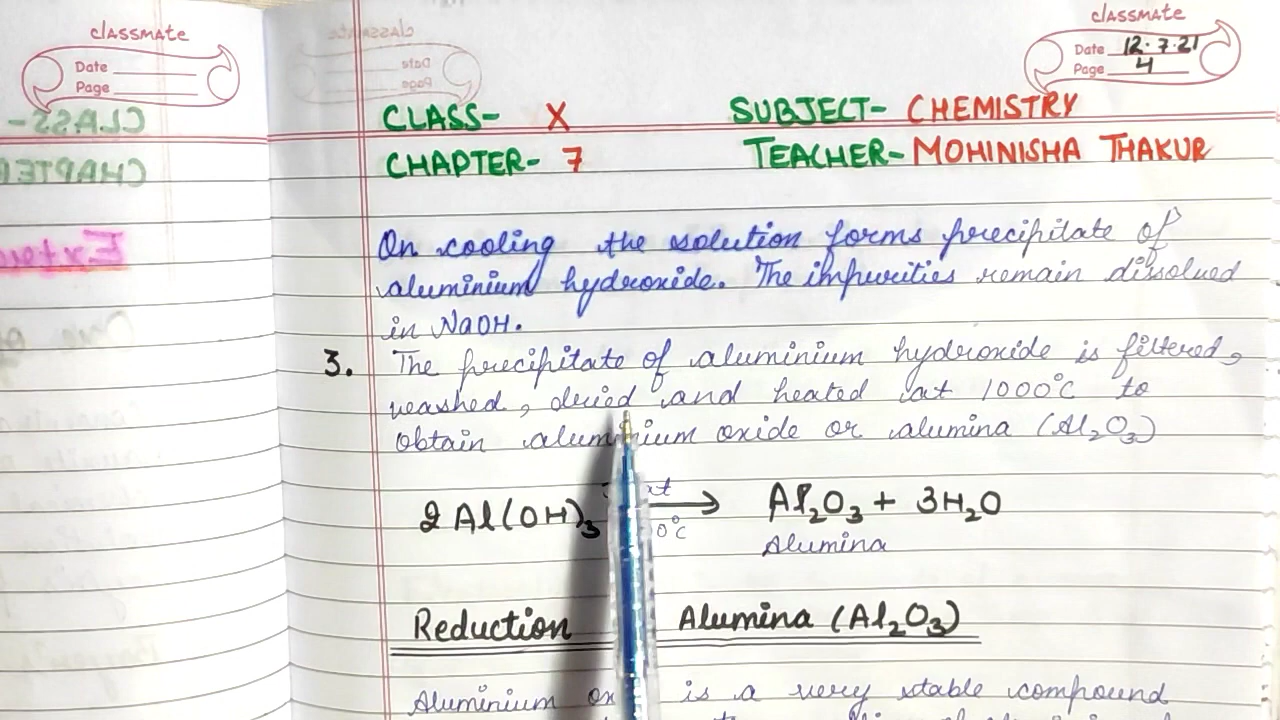 classmate
Date
Page
classmate
Date 12.7.21
Page 4
CLASS- X SUBJECT- CHEMISTRY
CHAPTER- 7 TEACHER- MOHINISHA THAKUR
On cooling the solution forms precipitate of
aluminium hydroxide. The impurities remain dissolved
in NaOH.
3. The precipitate of aluminium hydroxide is filtered,
washed, dried and heated at 1000°C to
obtain aluminium oxide or alumina (Al₂O₃)
2Al(OH)₃ → Al₂O₃ + 3H₂O
Alumina
Reduction Alumina (Al₂O₃)
Aluminium is a very stable compound